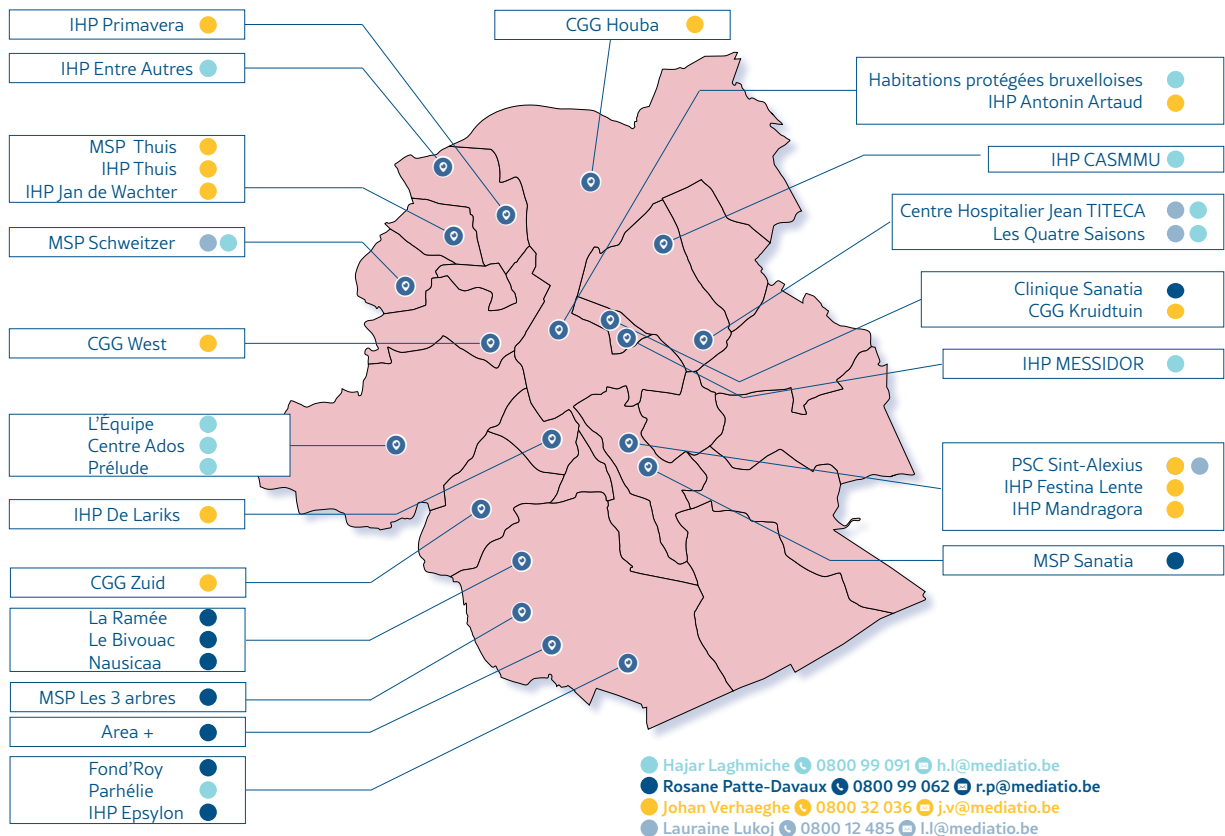 IHP Primavera
IHP Entre Autres
MSP Thuis
IHP Thuis
IHP Jan de Wachter
MSP Schweitzer
CGG West
L'Équipe
Centre Ados
Prélude
IHP De Lariks
CGG Zuid
La Ramée
Le Bivouac
Nausicaa
MSP Les 3 arbres
Area +
Fond'Roy
Parhélie
IHP Epsylon
CGG Houba
Habitations protégées bruxelloises
IHP Antonin Artaud
IHP CASMMU
Centre Hospitalier Jean TITECA
Les Quatre Saisons
Clinique Sanatia
CGG Kruidtuin
IHP MESSIDOR
PSC Sint-Alexius
IHP Festina Lente
IHP Mandragora
MSP Sanatia
Hajar Laghmiche 0800 99 091 h.l@mediatio.be
Rosane Patte-Davaux 0800 99 062 r.p@mediatio.be
Johan Verhaeghe 0800 32 036 j.v@mediatio.be
Lauraine Lukoj 0800 12 485 l.l@mediatio.be